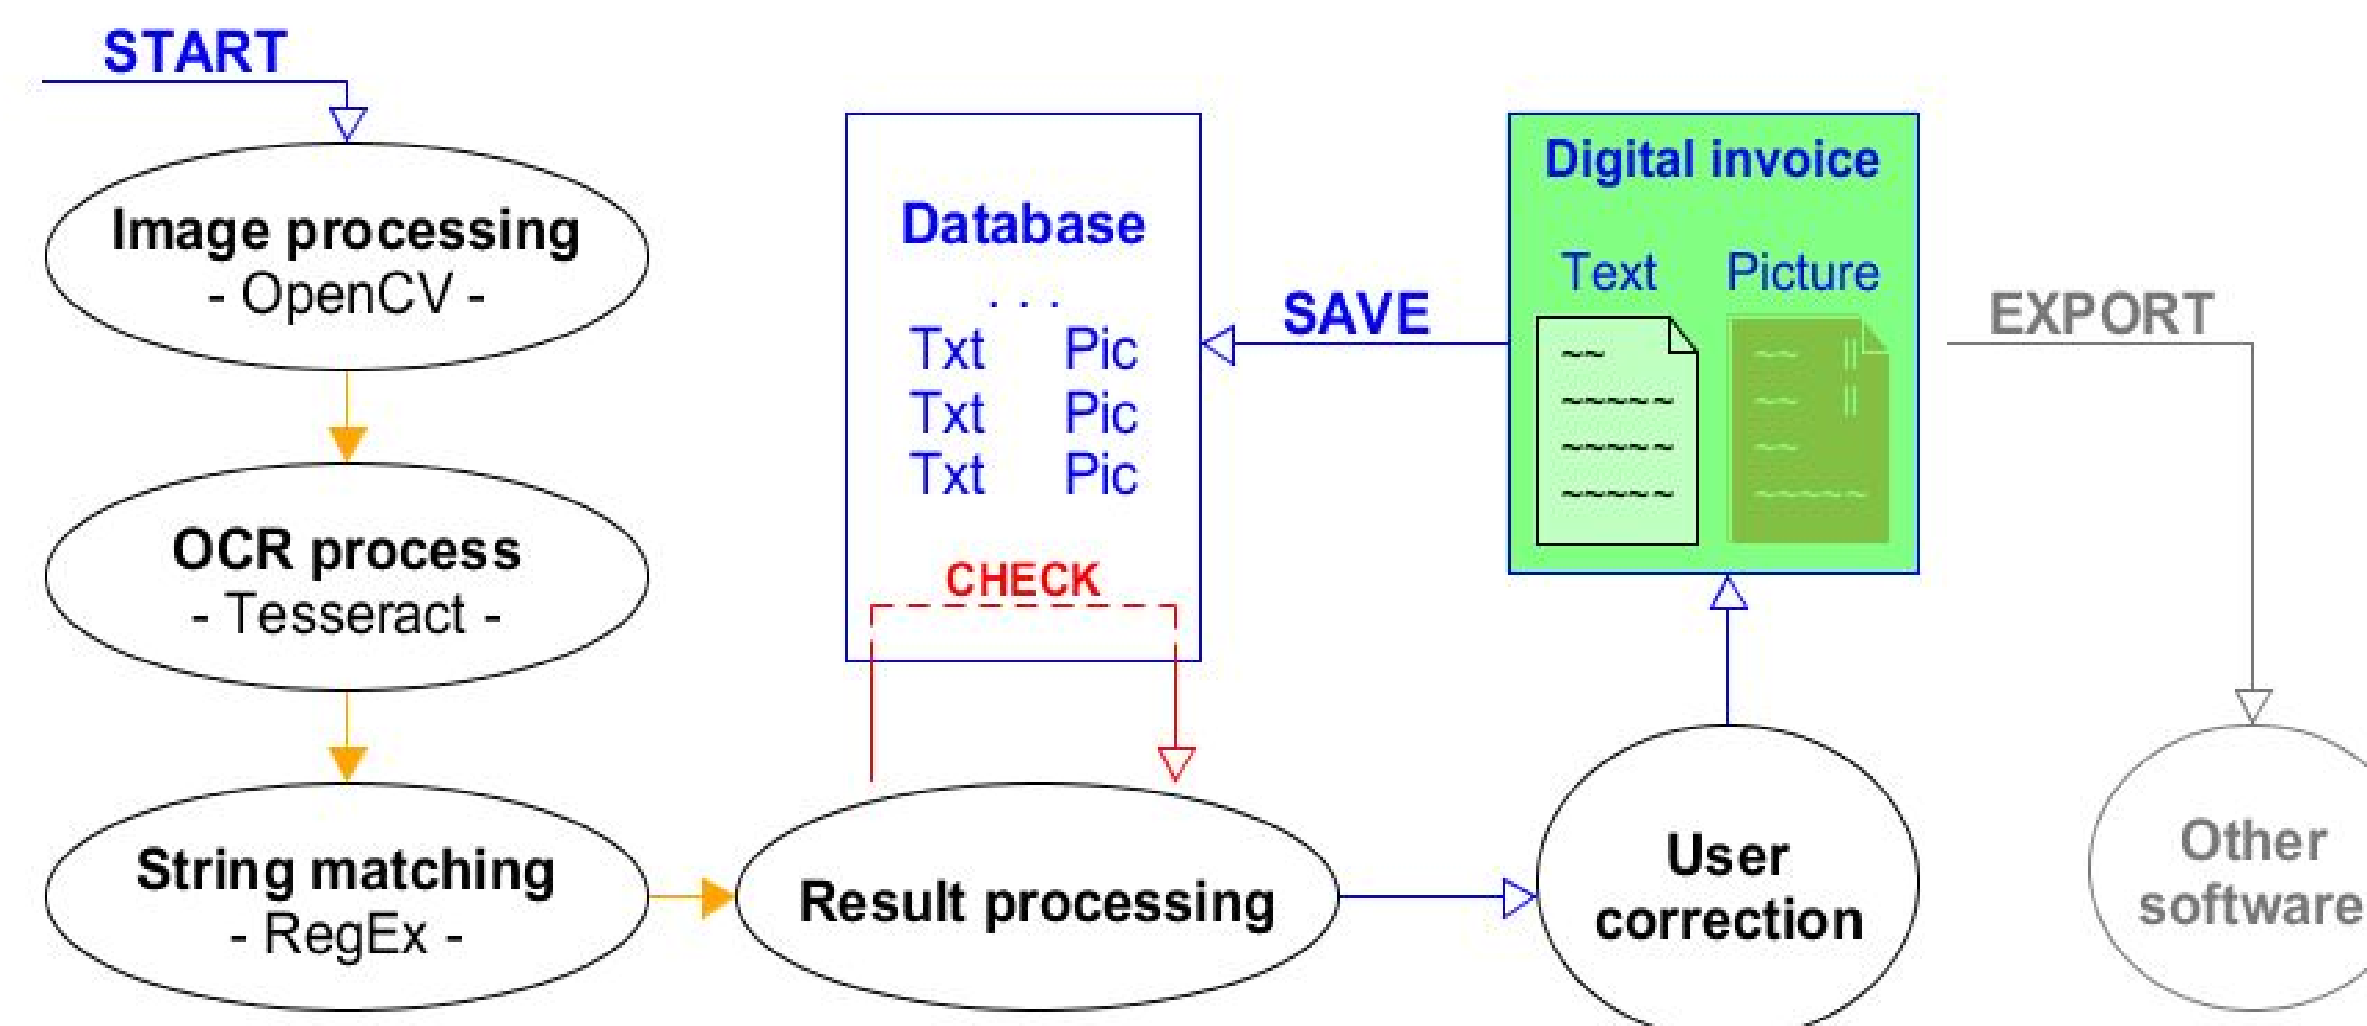 START
Image processing
- OpenCV -
OCR process
- Tesseract -
String matching
- RegEx -
Database
. . .
Txt Pic
Txt Pic
Txt Pic
CHECK
Result processing
SAVE
Digital invoice
Text Picture
~~
~~~~~
~~~~~
~~~~~
~~ ||
~~ ||
~~
~~~~~
User
correction
EXPORT
Other
software